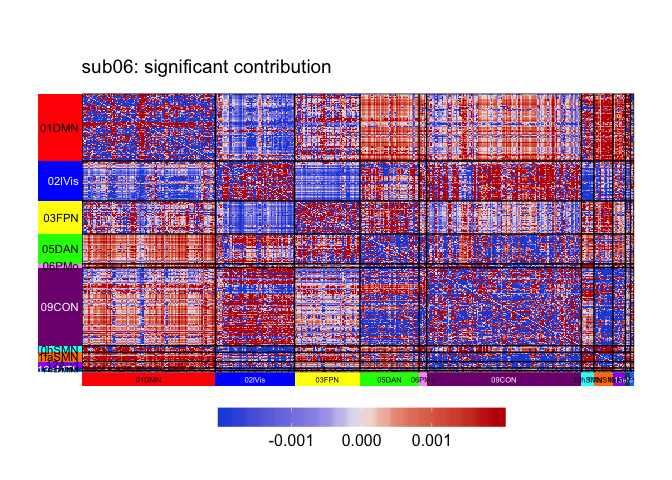 sub06: significant contribution
01DMN
02lVis
03FPN
05DAN
06PMo
09CON
01DMN
02lVis
03FPN
05DAN
06PMo
09CON
-0.001
0.000
0.001